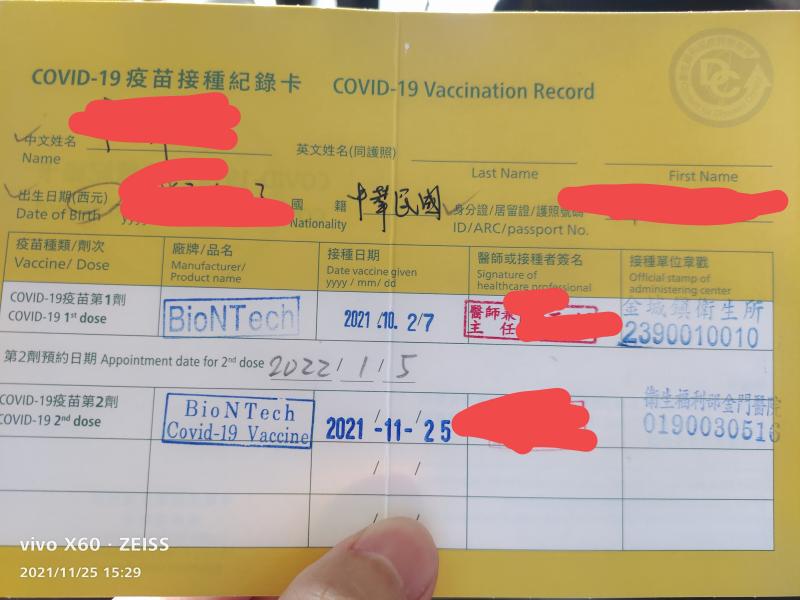 COVID-19 疫苗接種紀錄卡 COVID-19 Vaccination Record
中文姓名
Name
英文姓名(同護照)
Last Name
First Name
出生日期(西元)
Date of Birth
國籍
Nationality
中華民國
身分證/居留證/護照號碼
ID/ARC/passport No.
疫苗種類/劑次
Vaccine/ Dose
廠牌/品名
Manufacturer/
Product name
接種日期
Date vaccine given
yyyy / mm/ dd
醫師或接種者簽名
Signature of
healthcare professional
接種單位章戳
Official stamp of
administering center
COVID-19疫苗第1劑
COVID-19 1st dose
BioNTech
2021 .10. 2/7
醫師兼
主任
金城鎮衛生所
2390010010
第2劑預約日期 Appointment date for 2nd dose 2022/1/5
COVID-19疫苗第2劑
COVID-19 2nd dose
BioNTech
Covid-19 Vaccine
2021 -11- 25
衛生福利部金門醫院
0190030516
vivo X60 · ZEISS
2021/11/25 15:29